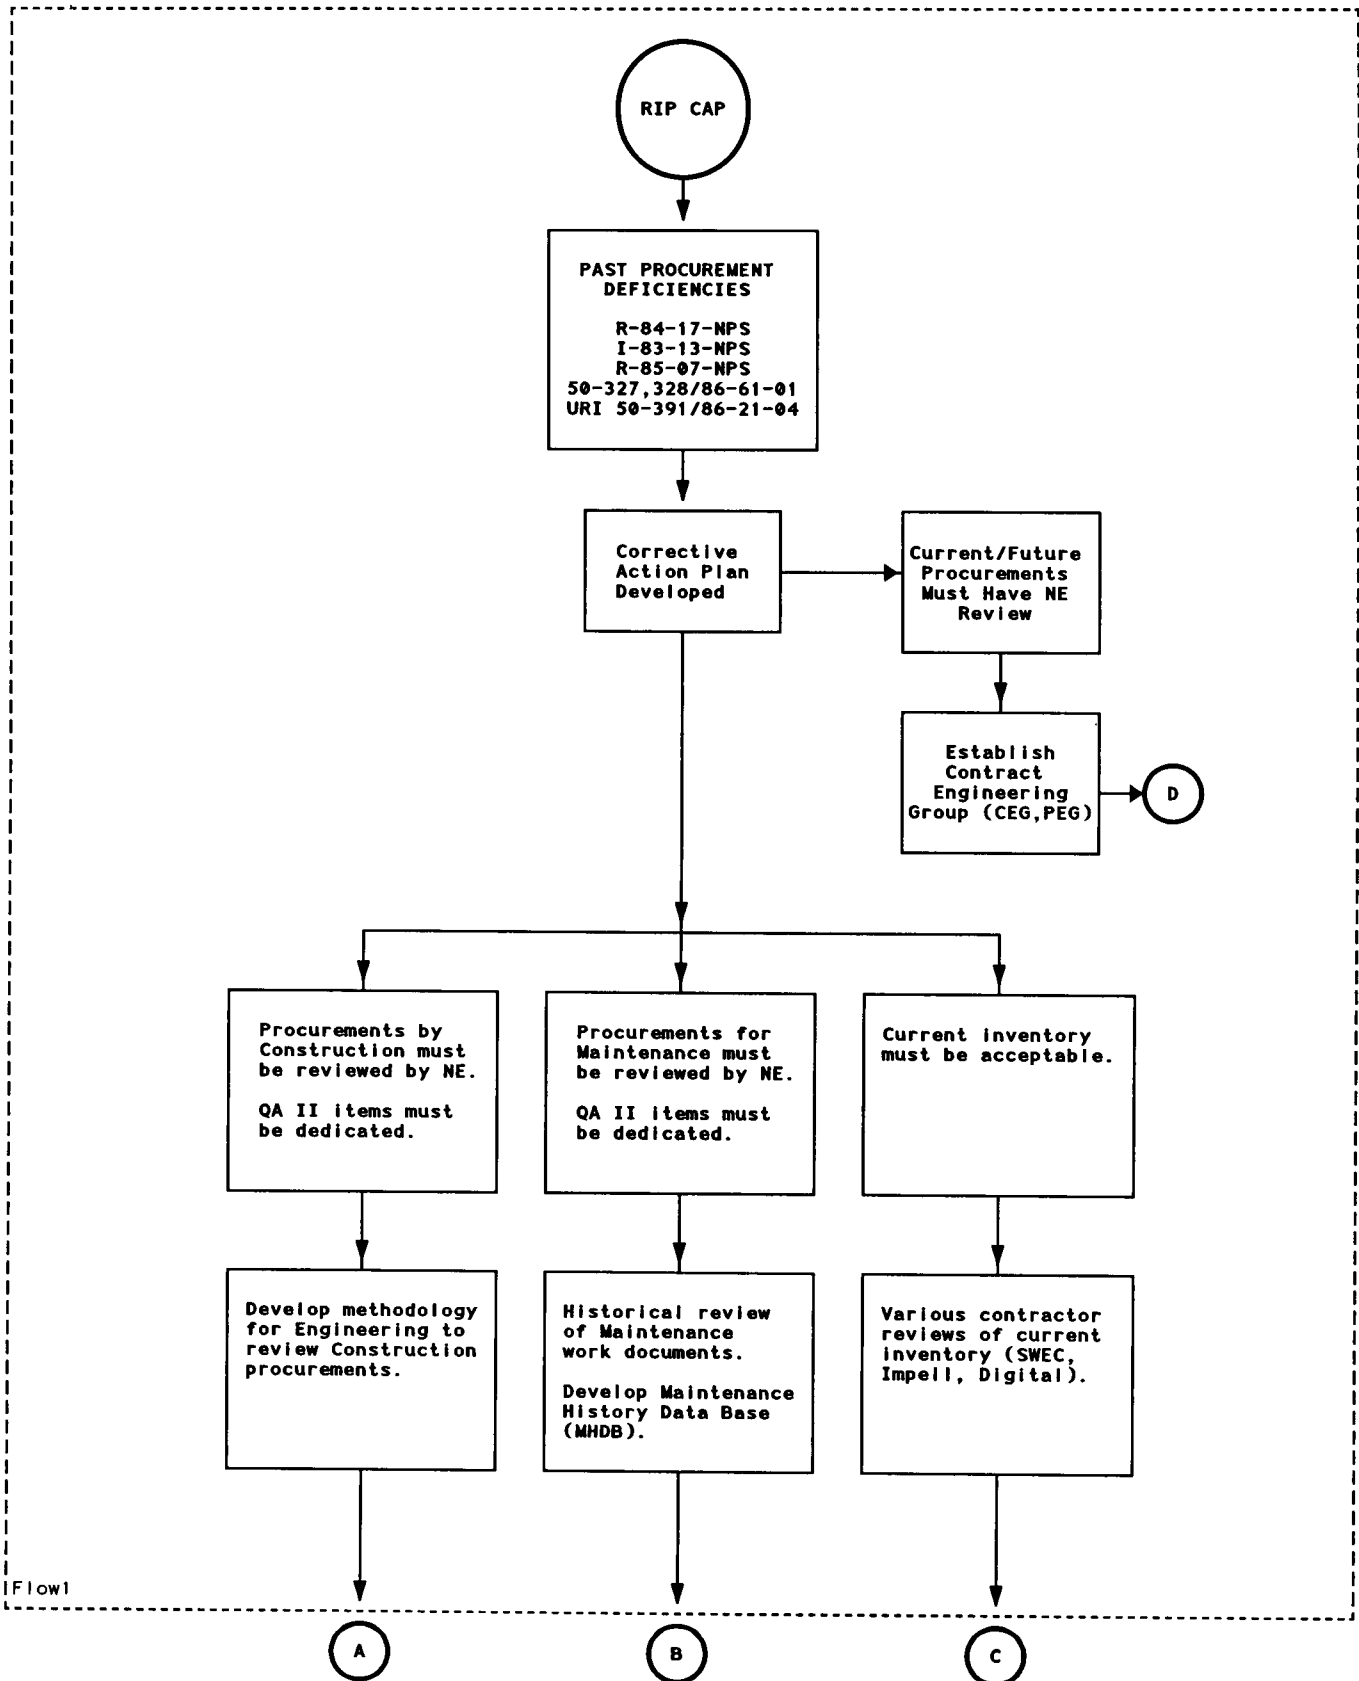 RIP CAP
PAST PROCUREMENT
DEFICIENCIES
R-84-17-NPS
I-83-13-NPS
R-85-07-NPS
50-327,328/86-61-01
URI 50-391/86-21-04
Corrective
Action Plan
Developed
Current/Future
Procurements
Must Have NE
Review
Establish
Contract
Engineering
Group (CEG,PEG)
D
Procurements by
Construction must
be reviewed by NE.
QA II items must
be dedicated.
Procurements for
Maintenance must
be reviewed by NE.
QA II items must
be dedicated.
Current inventory
must be acceptable.
Develop methodology
for Engineering to
review Construction
procurements.
Historical review
of Maintenance
work documents.
Develop Maintenance
History Data Base
(MHDB).
Various contractor
reviews of current
inventory (SWEC,
Impell, Digital).
Flow1
A
B
C